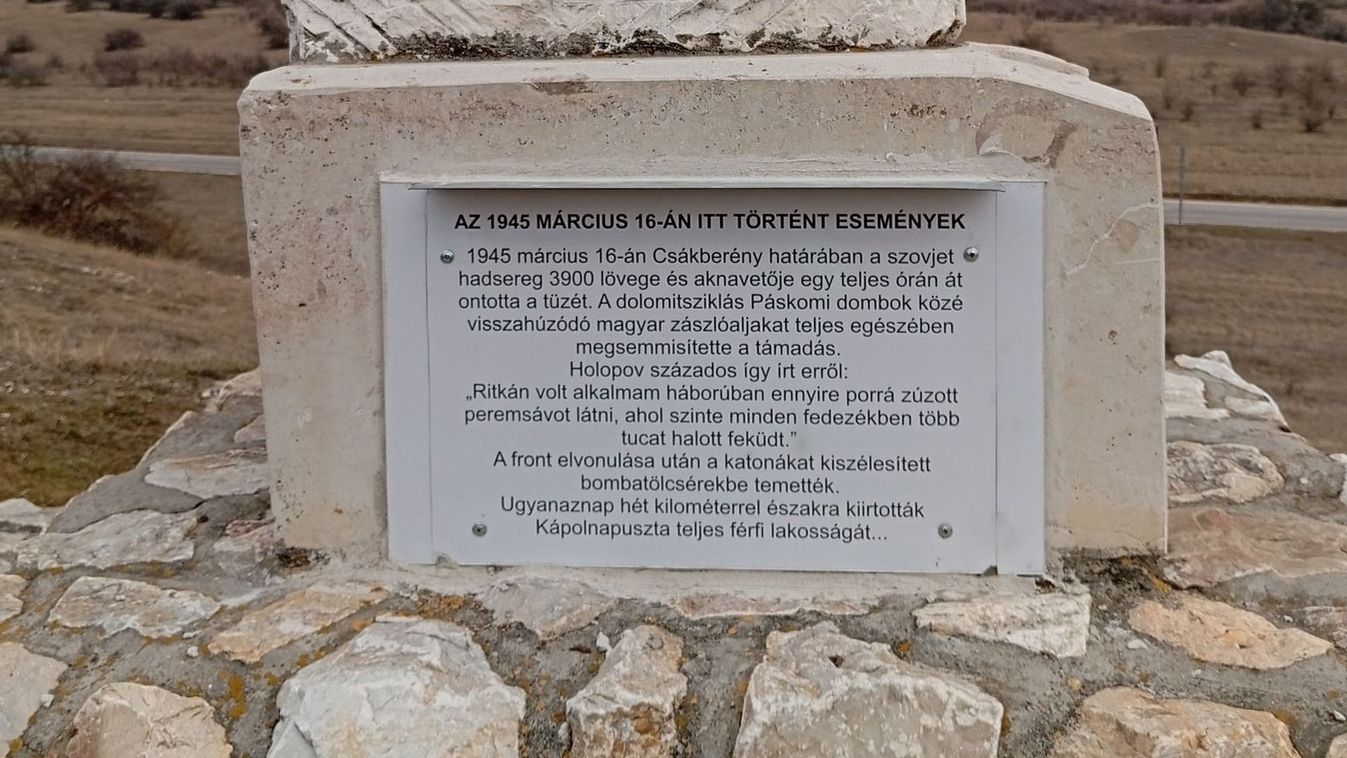 AZ 1945 MÁRCIUS 16-ÁN ITT TÖRTÉNT ESEMÉNYEK
1945 március 16-án Csákberény határában a szovjet
hadsereg 3900 lövege és aknavetője egy teljes órán át
ontotta a tüzét. A dolomitsziklás Páskomi dombok közé
visszahúzódó magyar zászlóaljakat teljes egészében
megsemmisítette a támadás.
Holopov százados így írt erről:
„Ritkán volt alkalmam háborúban ennyire porrá zúzott
peremsávot látni, ahol szinte minden fedezékben több
tucat halott feküdt.”
A front elvonulása után a katonákat kiszélesített
bombatölcsérekbe temették.
Ugyanaznap hét kilométerrel északra kiirtották
Kápolnapuszta teljes férfi lakosságát...